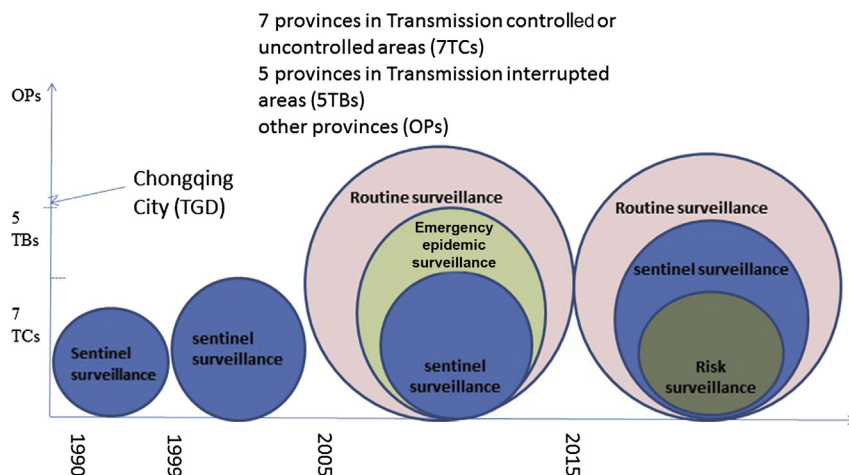 7 provinces in Transmission controlled or
uncontrolled areas (7TCs)
5 provinces in Transmission interrupted
areas (5TBs)
other provinces (OPs)
OPs
Chongqing
City (TGD)
5
TBs
7
TCs
Sentinel
surveillance
sentinel
surveillance
Routine surveillance
Emergency
epidemic
surveillance
sentinel
surveillance
Routine surveillance
sentinel surveillance
Risk
surveillance
1990
1999
2005
2015